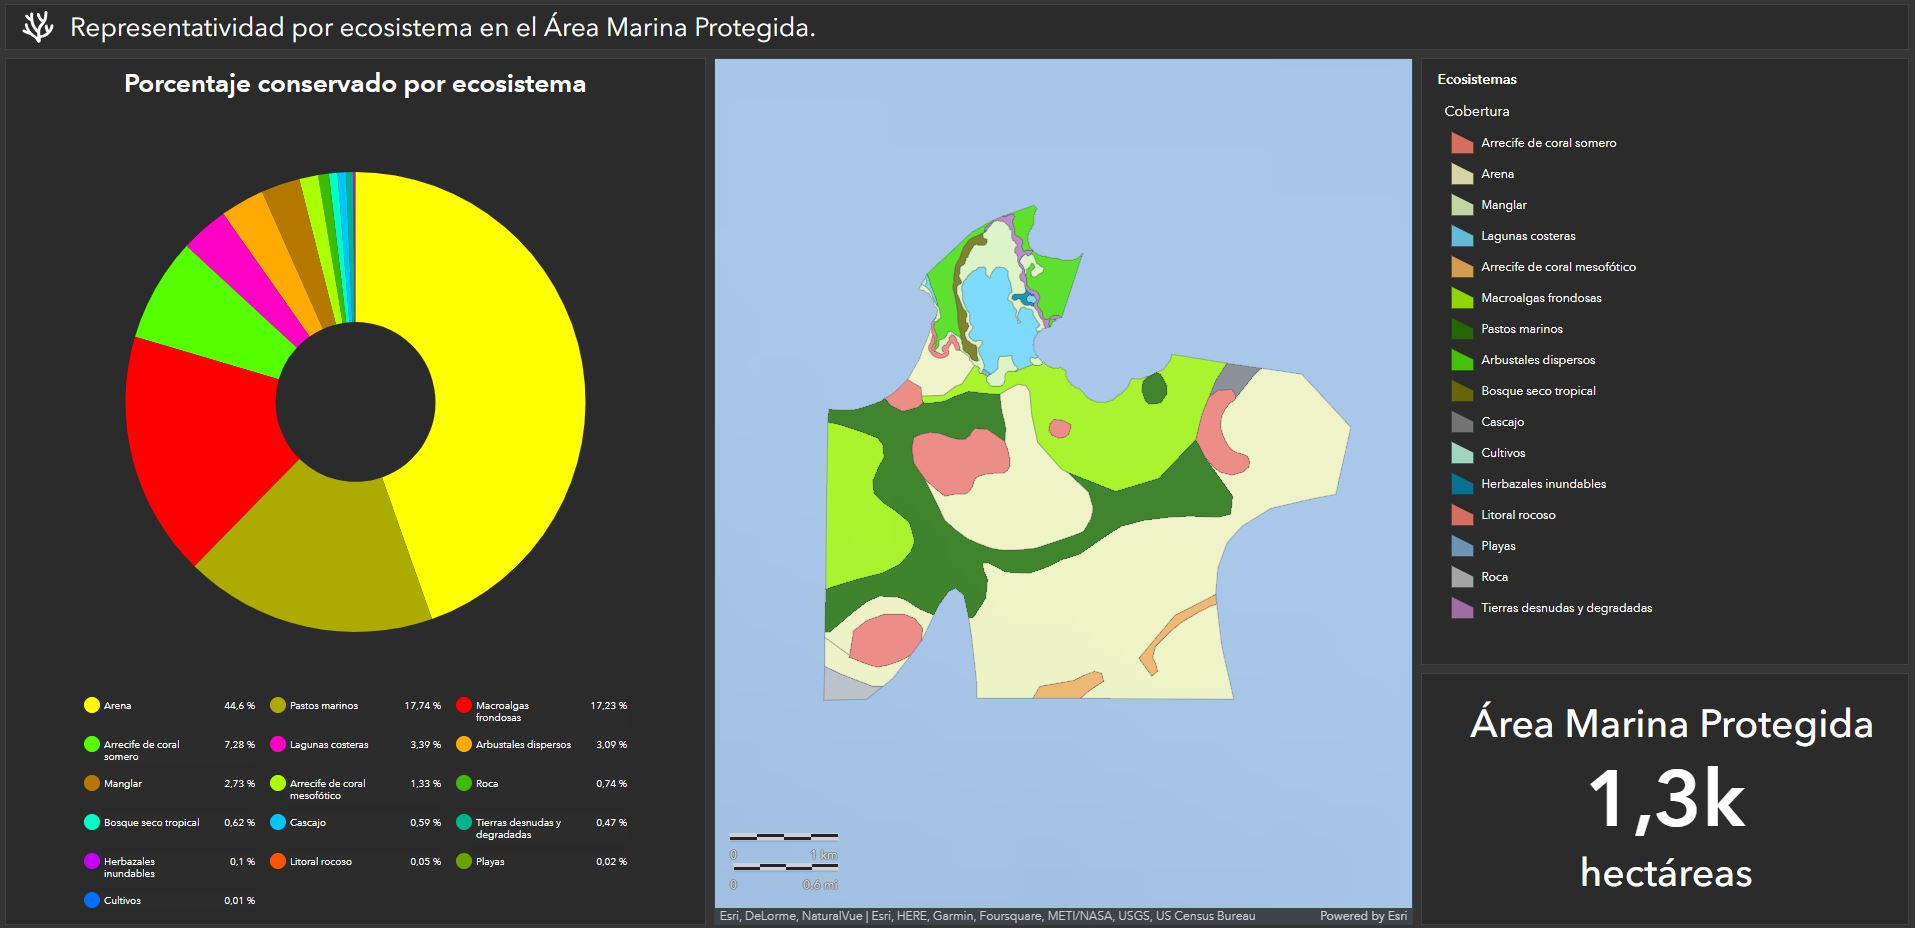 Representatividad por ecosistema en el Área Marina Protegida.
Porcentaje conservado por ecosistema
Arena 44,6 %
Pastos marinos 17,74 %
Macroalgas
frondosas 17,23 %
Arrecife de coral
somero 7,28 %
Lagunas costeras 3,39 %
Arbustales dispersos 3,09 %
Manglar 2,73 %
Arrecife de coral
mesofótico 1,33 %
Roca 0,74 %
Bosque seco tropical 0,62 %
Cascajo 0,59 %
Tierras desnudas y
degradadas 0,47 %
Herbazales
inundables 0,1 %
Litoral rocoso 0,05 %
Playas 0,02 %
Cultivos 0,01 %
0 1 km
0 0.6 mi
Esri, DeLorme, NaturalVue | Esri, HERE, Garmin, Foursquare, METI/NASA, USGS, US Census Bureau Powered by Esri
Ecosistemas
Cobertura
Arrecife de coral somero
Arena
Manglar
Lagunas costeras
Arrecife de coral mesofótico
Macroalgas frondosas
Pastos marinos
Arbustales dispersos
Bosque seco tropical
Cascajo
Cultivos
Herbazales inundables
Litoral rocoso
Playas
Roca
Tierras desnudas y degradadas
Área Marina Protegida
1,3k
hectáreas